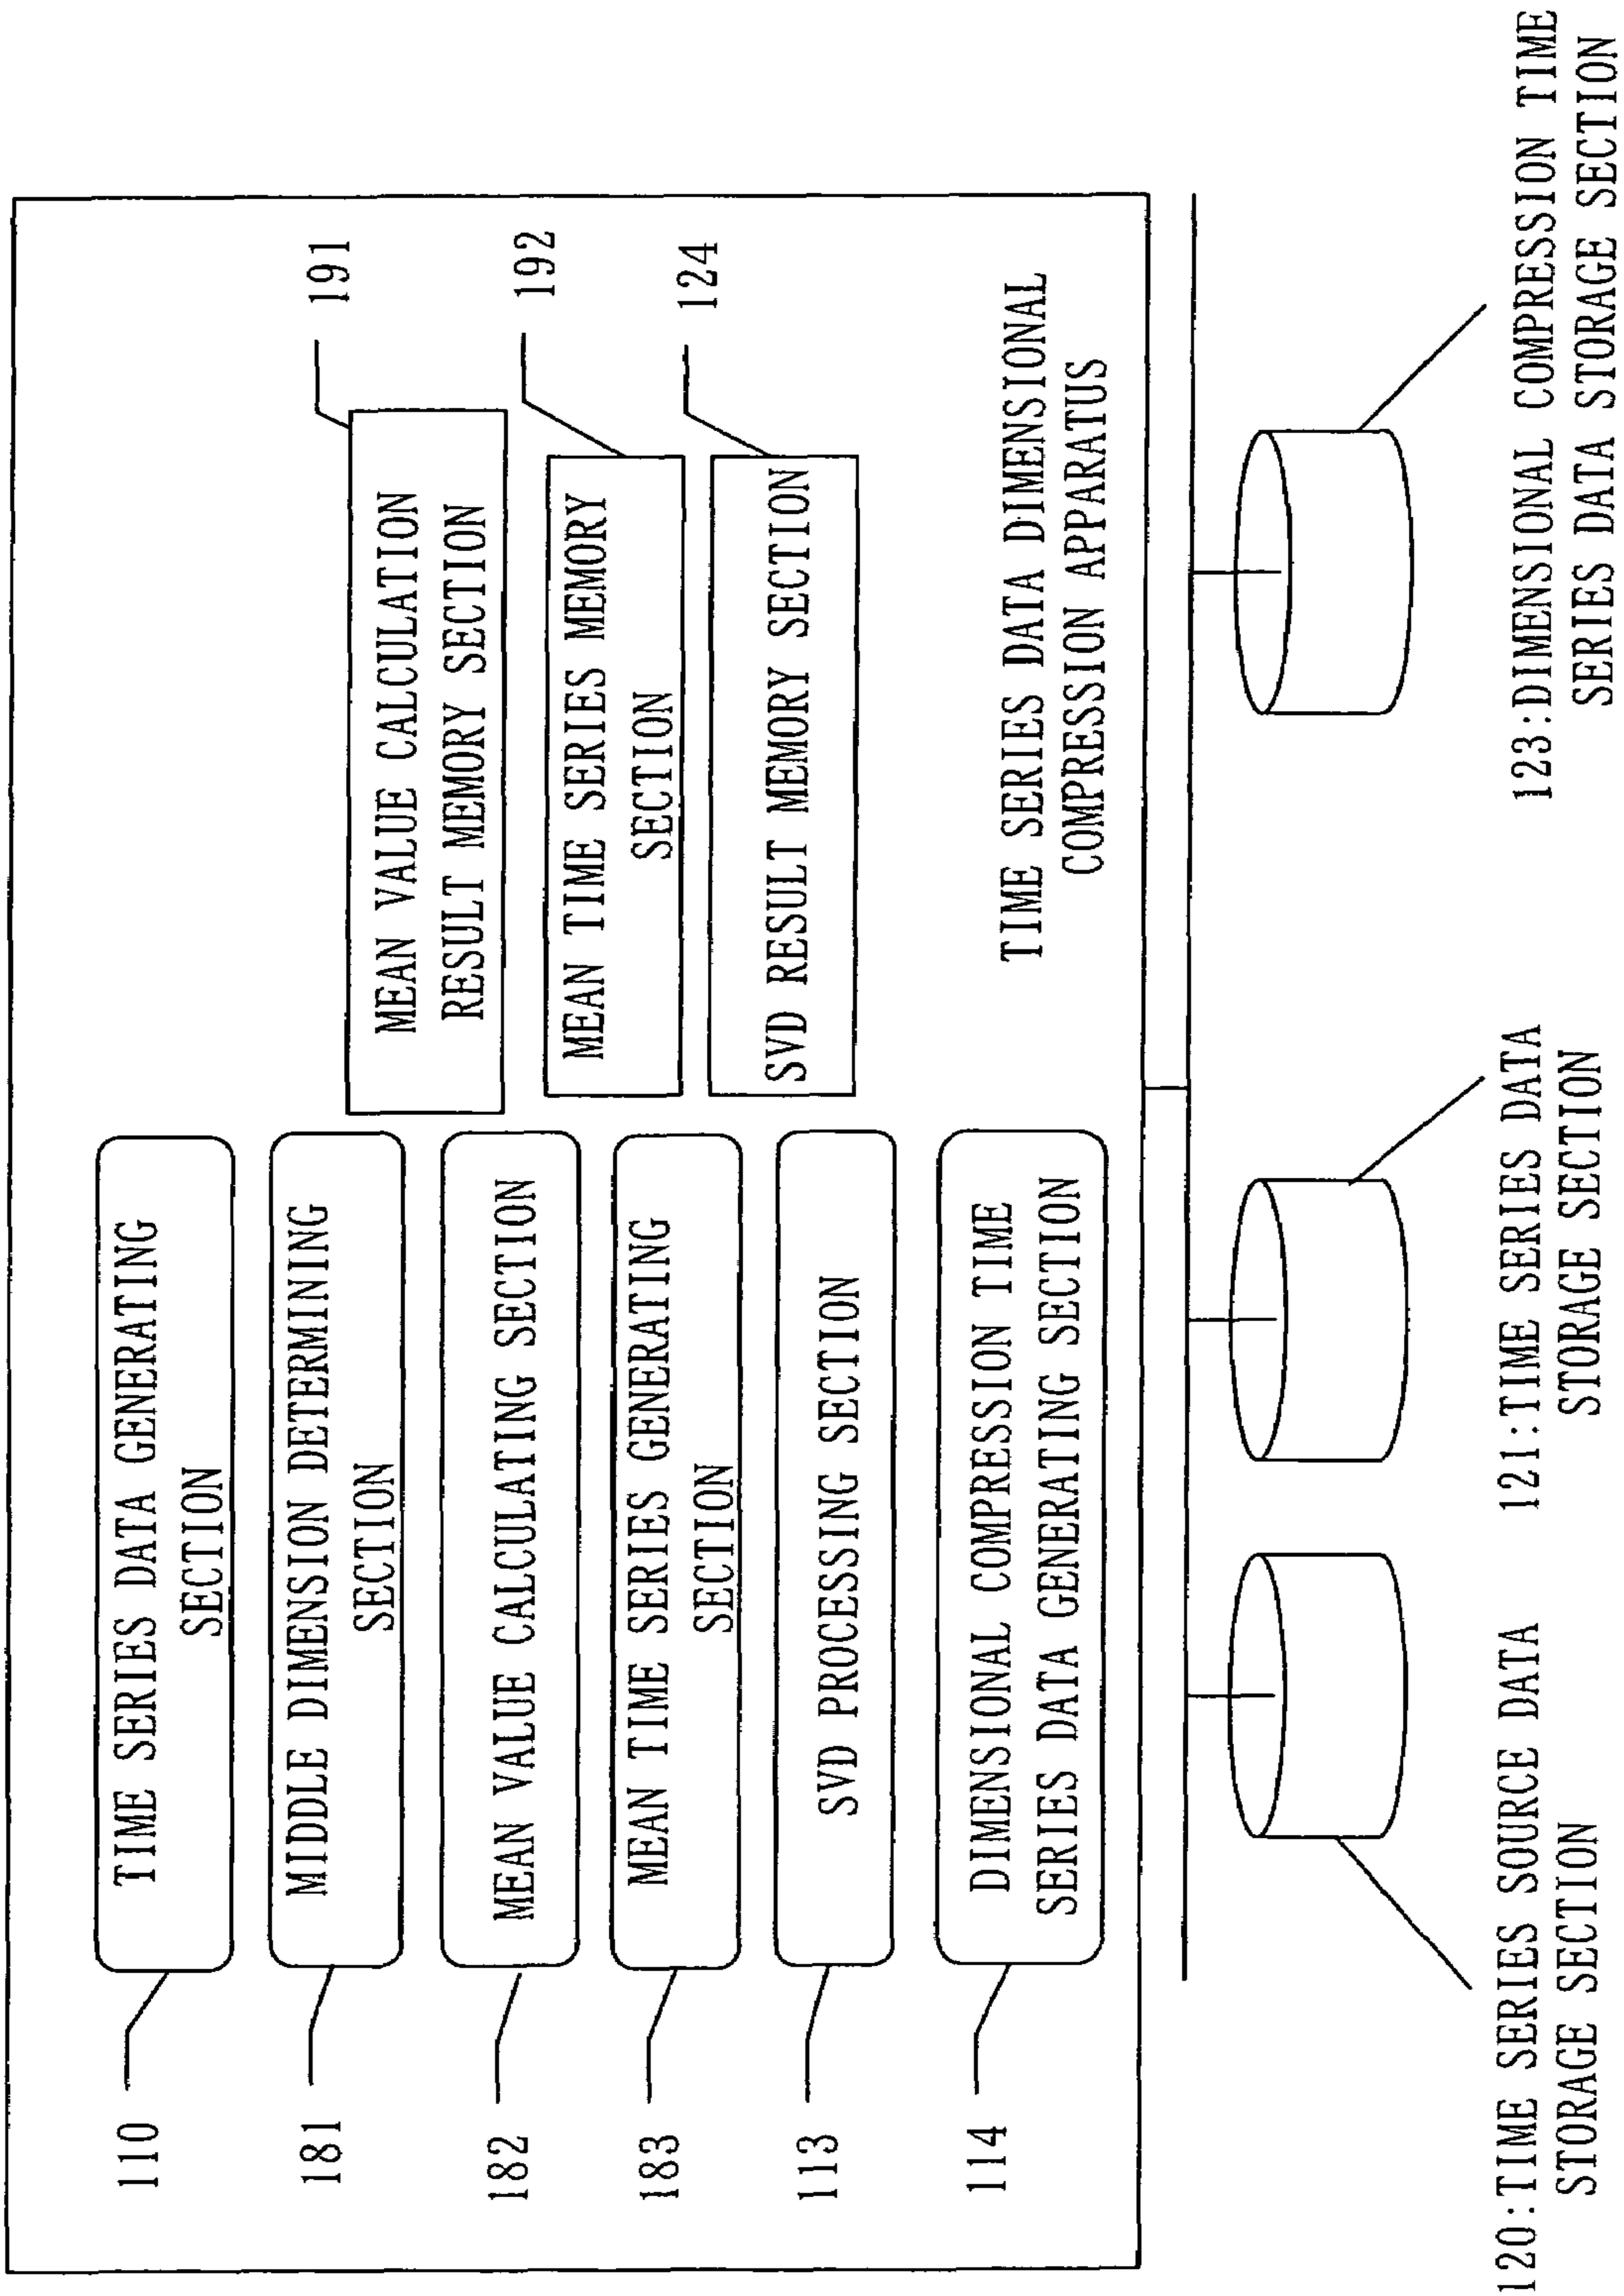 110
TIME SERIES DATA GENERATING
SECTION
181
MIDDLE DIMENSION DETERMINING
SECTION
182
MEAN VALUE CALCULATING SECTION
183
MEAN TIME SERIES GENERATING
SECTION
113
SVD PROCESSING SECTION
114
DIMENSIONAL COMPRESSION TIME
SERIES DATA GENERATING SECTION
191
MEAN VALUE CALCULATION
RESULT MEMORY SECTION
192
MEAN TIME SERIES MEMORY
SECTION
124
SVD RESULT MEMORY SECTION
TIME SERIES DATA DIMENSIONAL
COMPRESSION APPARATUS
120:TIME SERIES SOURCE DATA
STORAGE SECTION
121:TIME SERIES DATA
STORAGE SECTION
123:DIMENSIONAL COMPRESSION TIME
SERIES DATA STORAGE SECTION